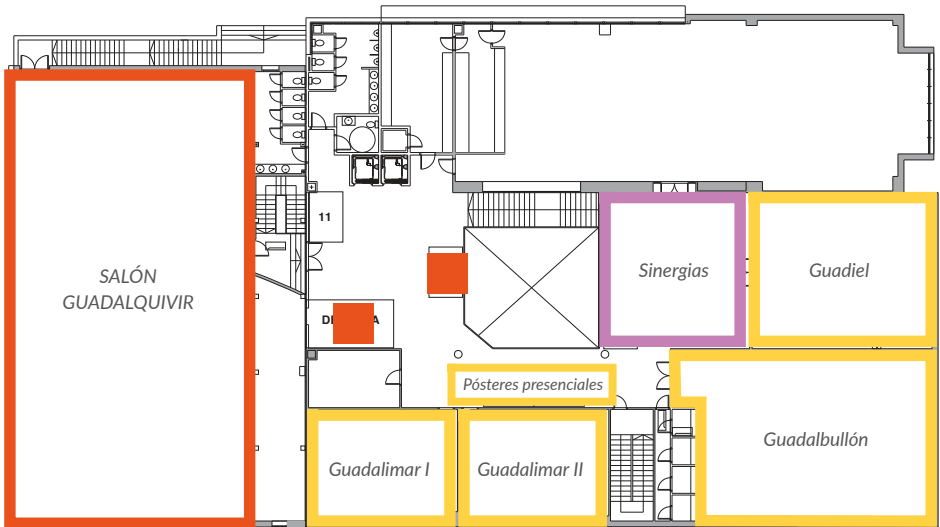 11
Sinergias
Guadiel
SALÓN
GUADALQUIVIR
Pósteres presenciales
Guadalimar I
Guadalimar II
Guadalbullón